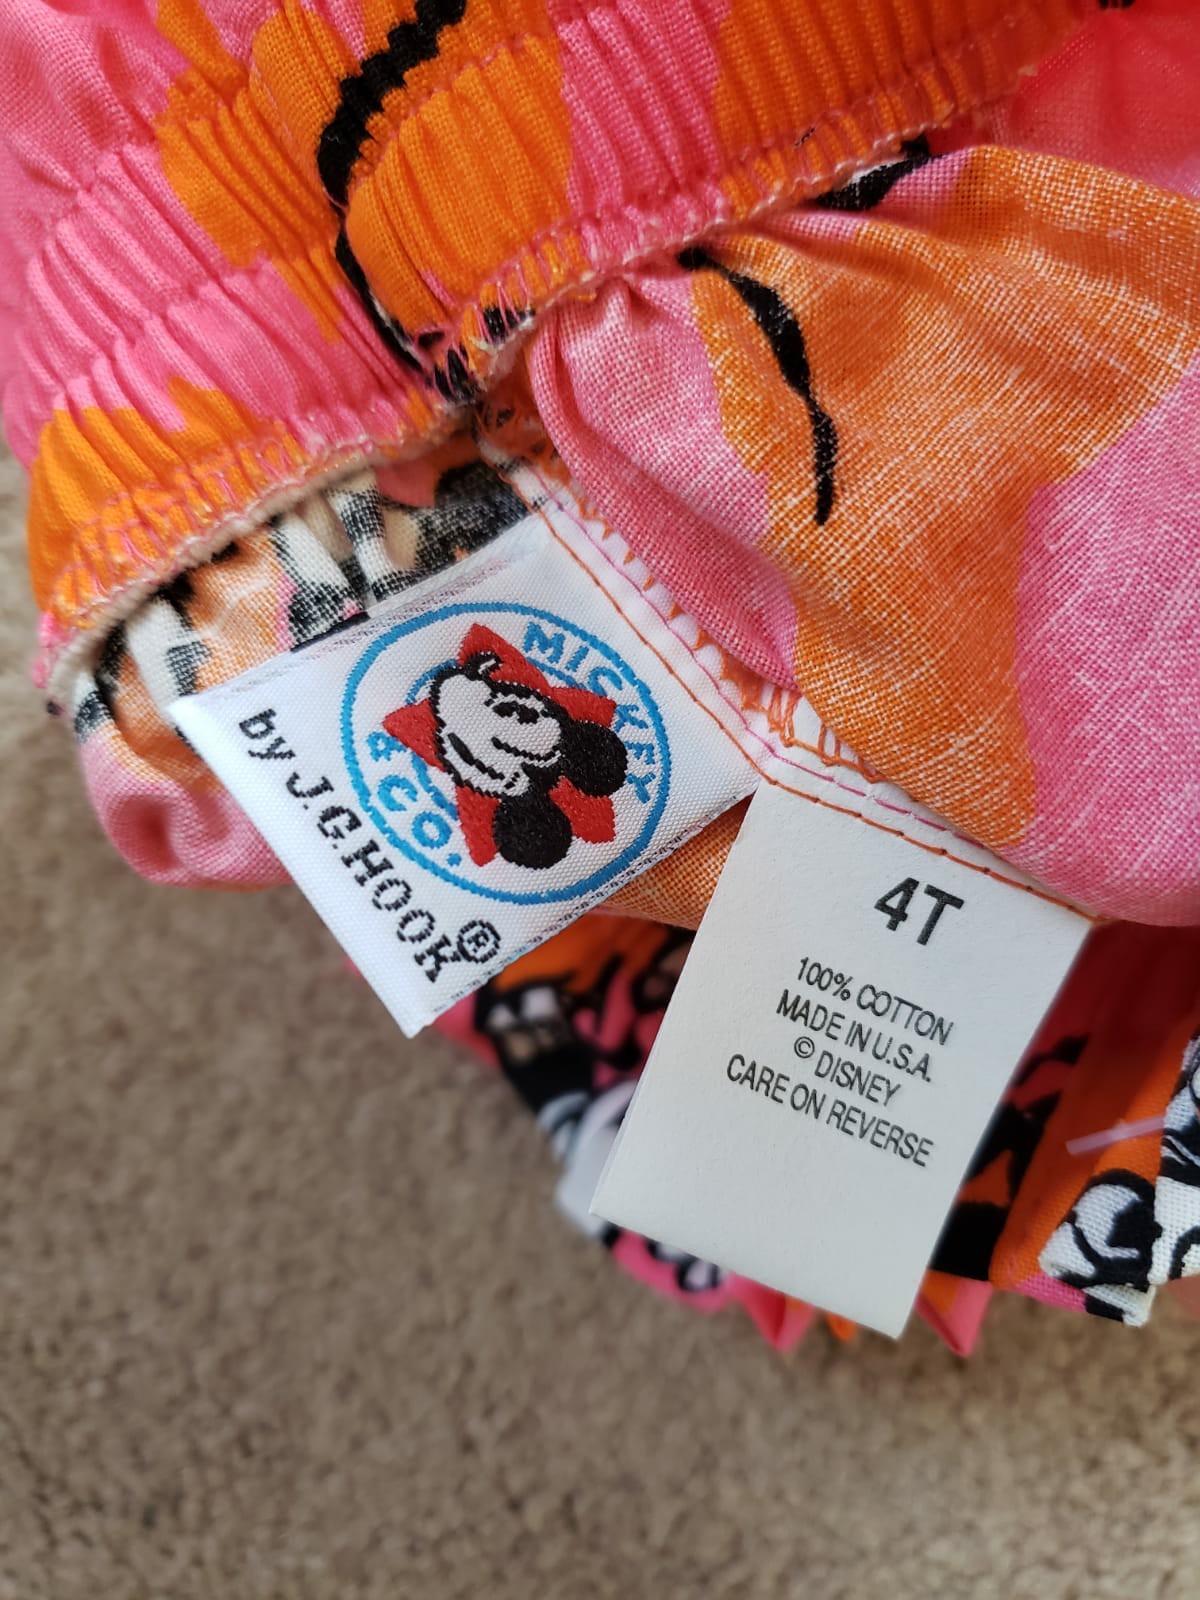 MICKEY
& CO.
by J.G.HOOK®
4T
100% COTTON
MADE IN U.S.A.
© DISNEY
CARE ON REVERSE